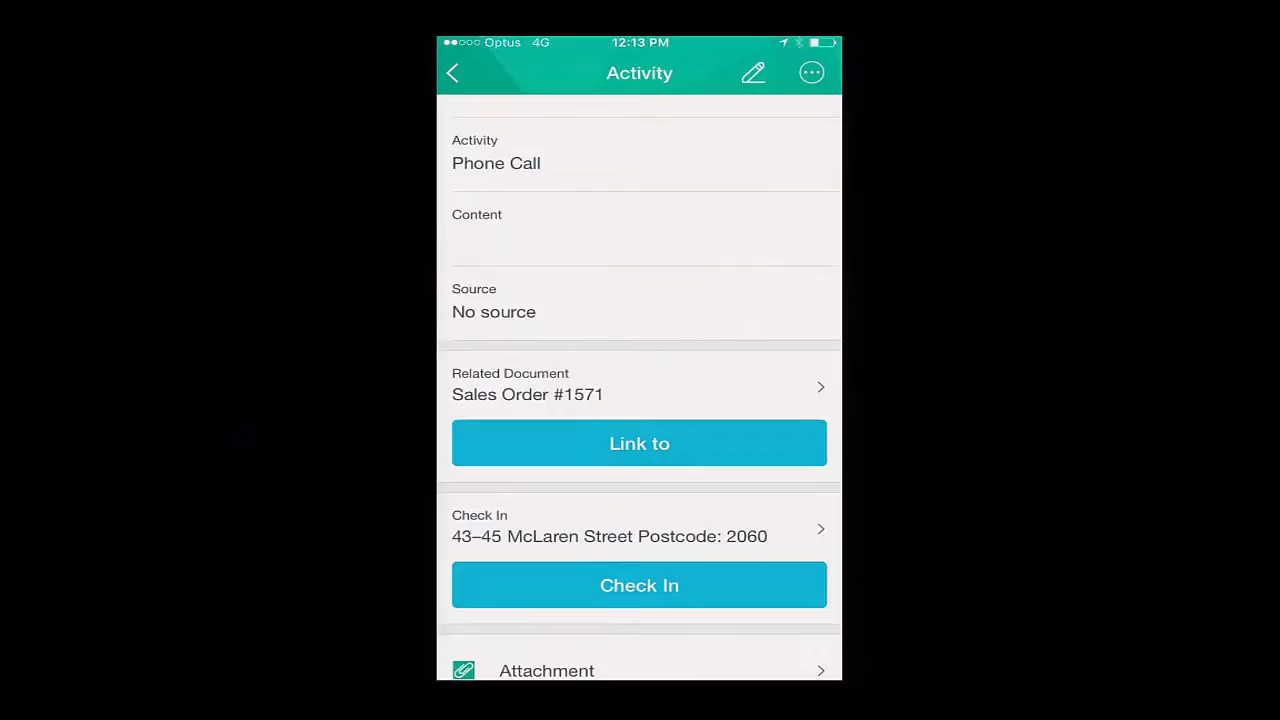 Optus 4G 12:13 PM
Activity
Activity
Phone Call
Content
Source
No source
Related Document
Sales Order #1571
Link to
Check In
43–45 McLaren Street Postcode: 2060
Check In
Attachment